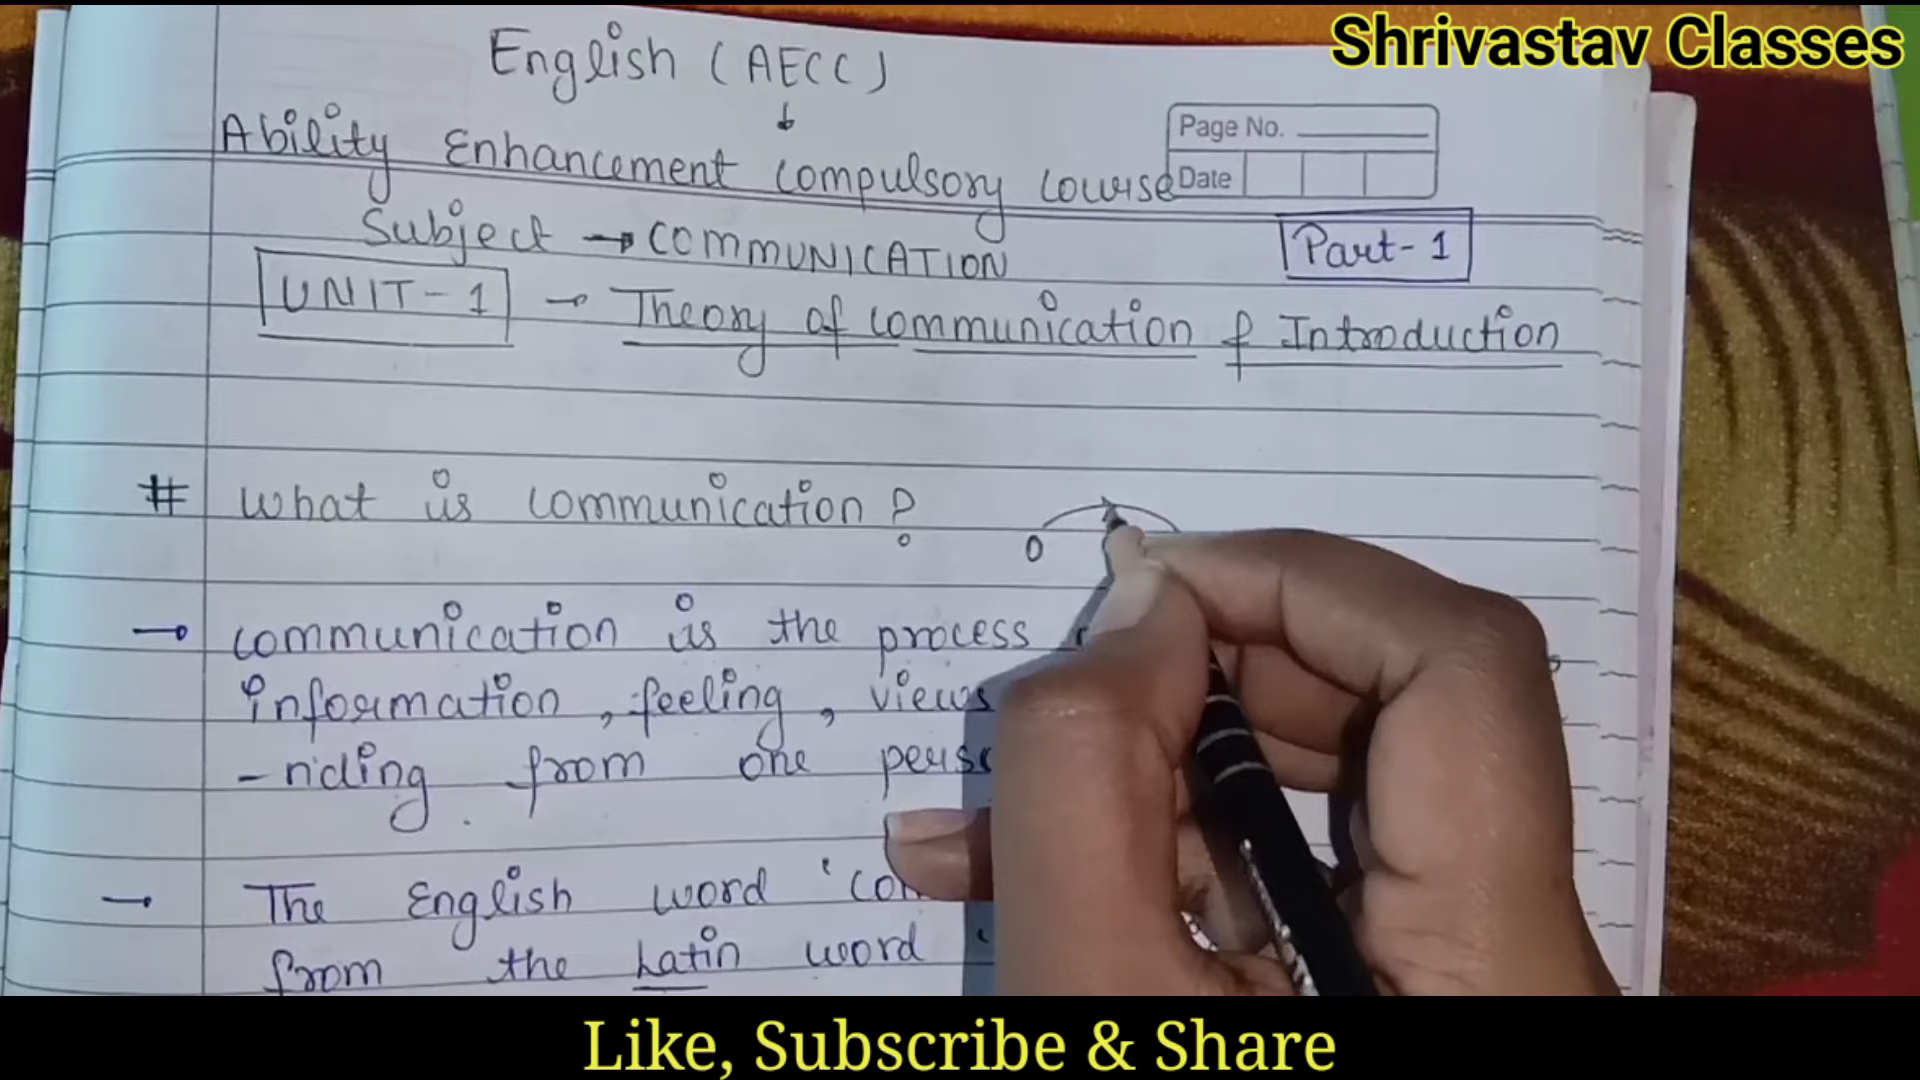 Shrivastav Classes
English (AECC)
Page No.
Ability Enhancement compulsory course
Date
Subject → COMMUNICATION
Part-1
UNIT-1 → Theory of communication & Introduction
# What is communication?
→ communication is the process
information, feeling, views
-riding from one
The English word
from the Latin word
Like, Subscribe & Share